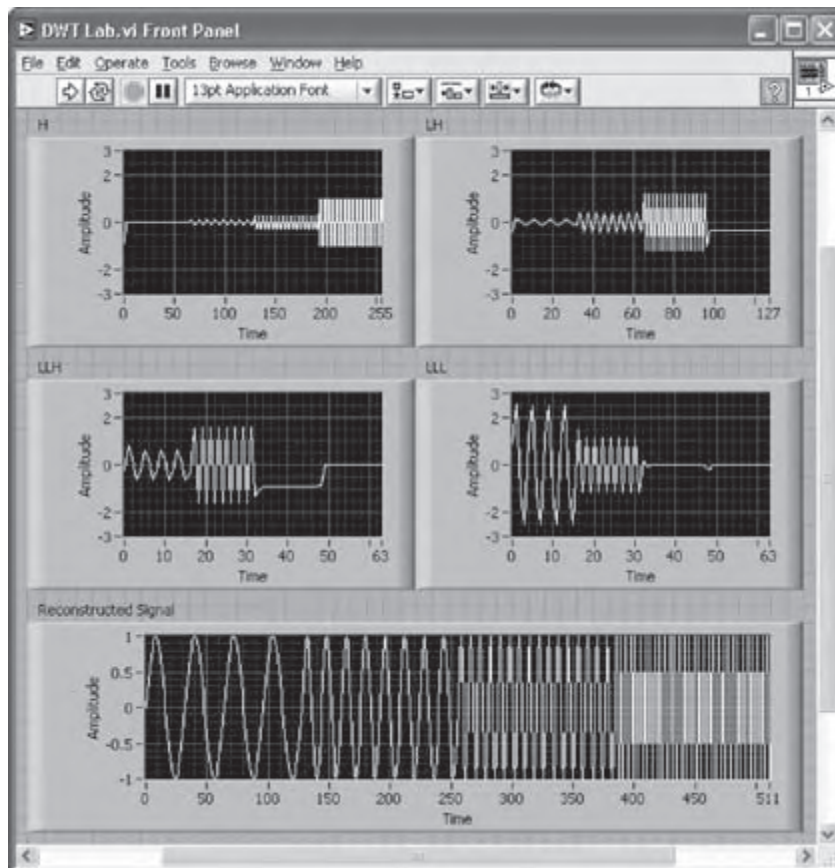 DWT Lab.vi Front Panel
File Edit Operate Tools Browse Window Help
13pt Application Font
1
H
3
2
0
-2
-3
Amplitude
0 50 100 150 200 255
Time
LH
3
2
0
-2
-3
Amplitude
0 20 40 60 80 100 127
Time
LLH
3
2
0
-2
-3
Amplitude
0 10 20 30 40 50 63
Time
LLL
3
2
0
-2
-3
Amplitude
0 10 20 30 40 50 63
Time
Reconstructed Signal
1
0.5
0
-0.5
-1
Amplitude
0 50 100 150 200 250 300 350 400 450 511
Time